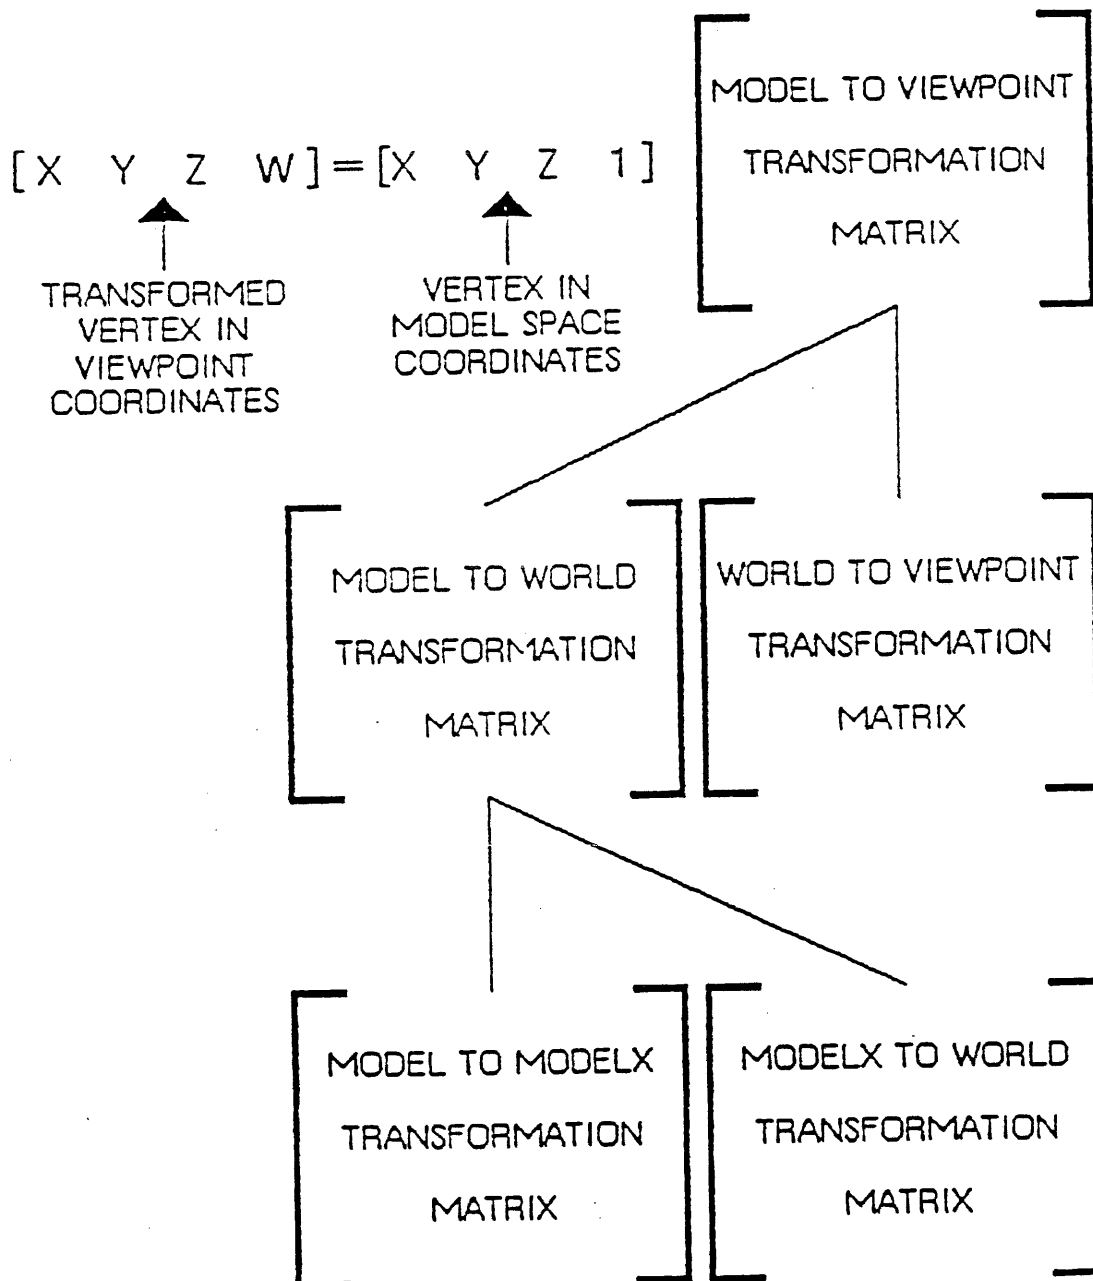 [X Y Z W]=[X Y Z 1]
MODEL TO VIEWPOINT
TRANSFORMATION
MATRIX
TRANSFORMED
VERTEX IN
VIEWPOINT
COORDINATES
VERTEX IN
MODEL SPACE
COORDINATES
MODEL TO WORLD
TRANSFORMATION
MATRIX
WORLD TO VIEWPOINT
TRANSFORMATION
MATRIX
MODEL TO MODELX
TRANSFORMATION
MATRIX
MODELX TO WORLD
TRANSFORMATION
MATRIX